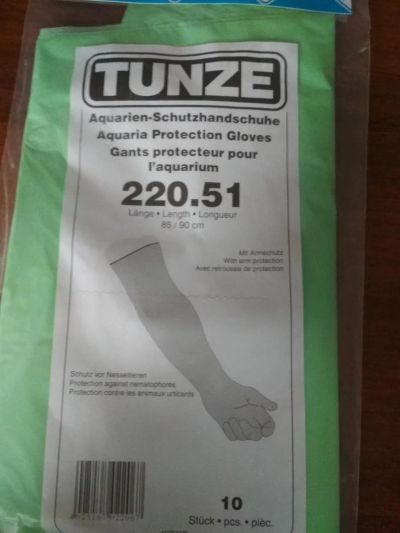 TUNZE
Aquarien-Schutzhandschuhe
Aquaria Protection Gloves
Gants protecteur pour
l'aquarium
220.51
Länge • Length • Longueur
85 / 90 cm
Mit Armschutz
With arm protection
Avec retroussis de protection
Schutz vor Nesseltieren
Protection against nematophores
Protection contre les animaux urticants
10
Stück • pcs. • pièc.